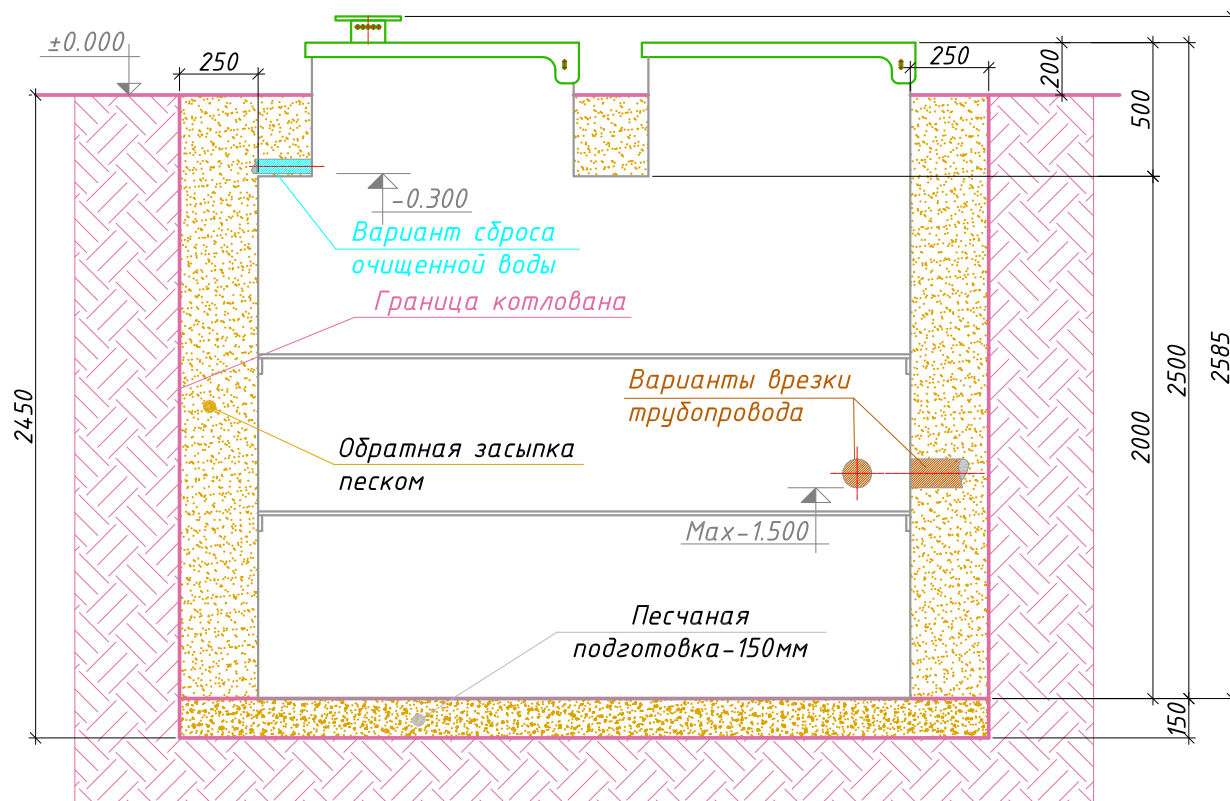 ±0.000
250
250
200
500
-0.300
Вариант сброса
очищенной воды
Граница котлована
2585
2500
Варианты врезки
трубопровода
2450
2000
Обратная засыпка
песком
Max-1.500
Песчаная
подготовка-150мм
150